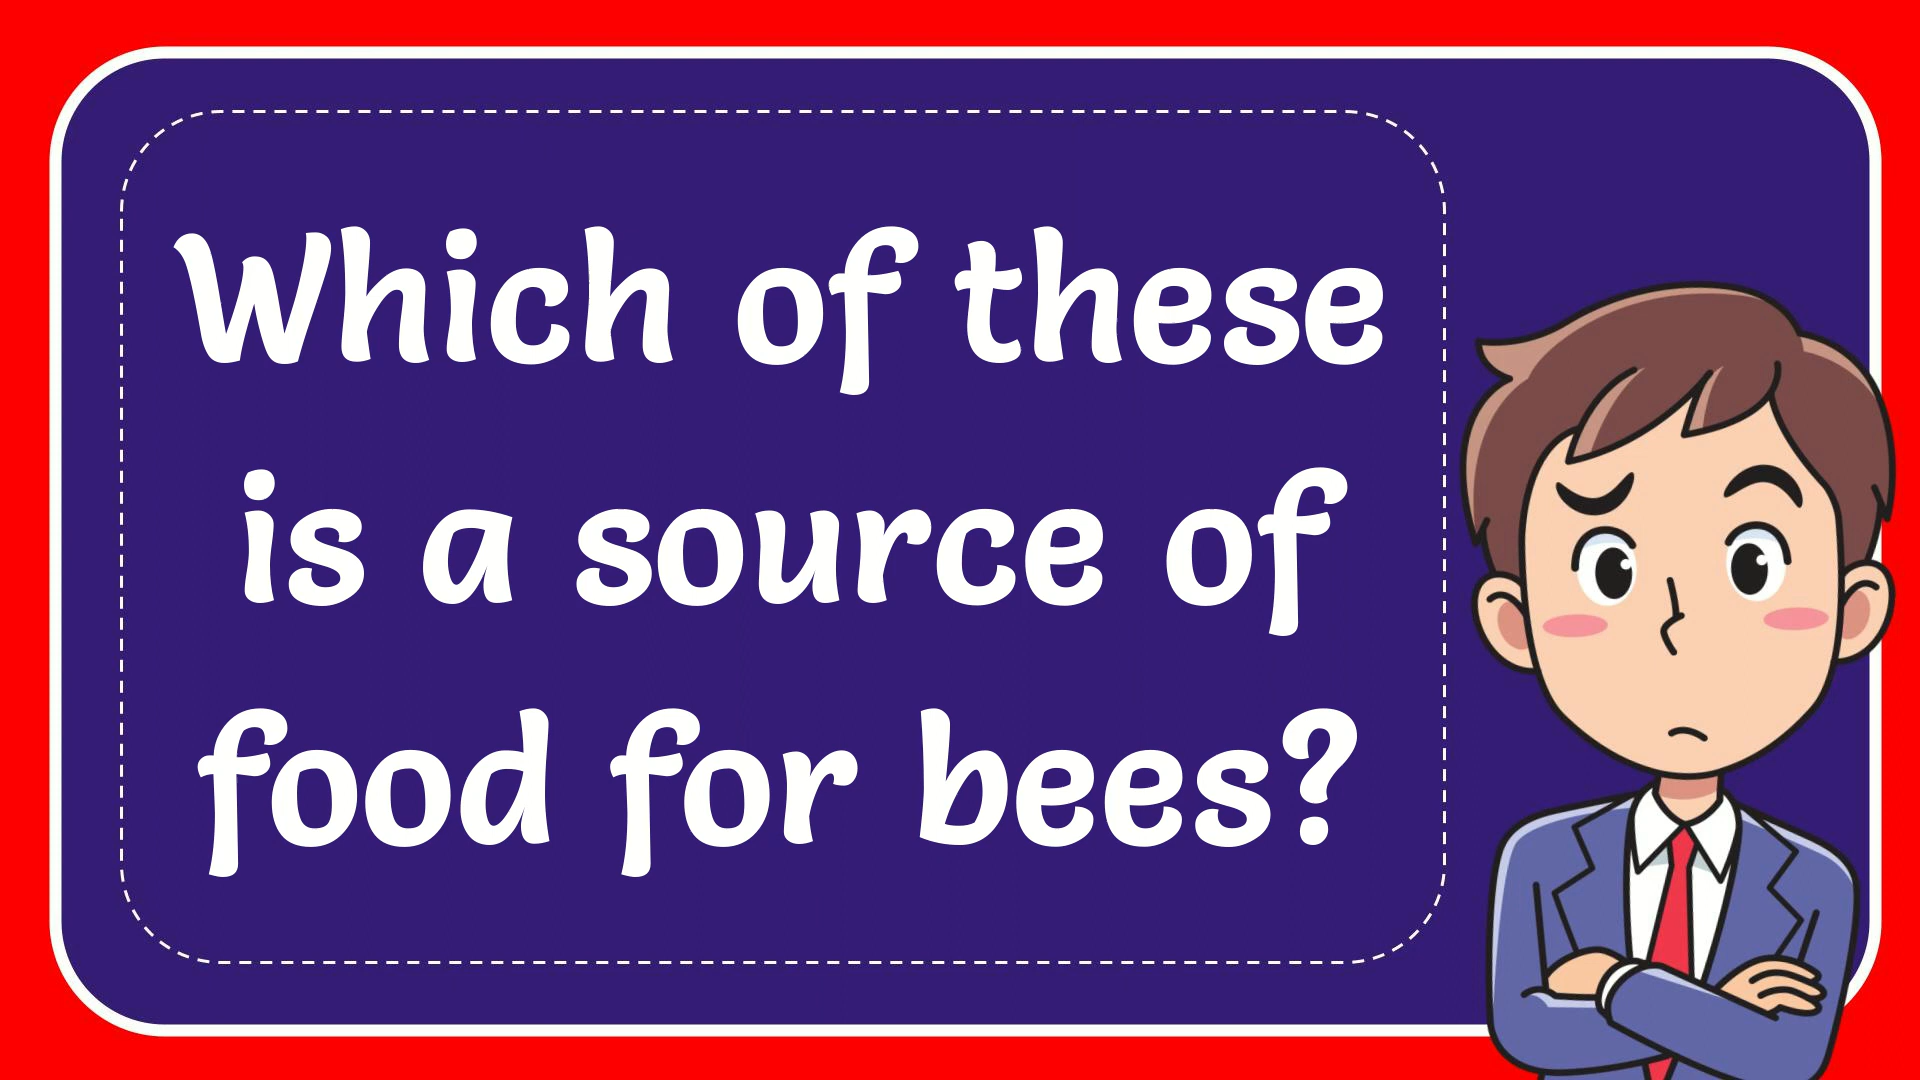 Which of these
is a source of
food for bees?